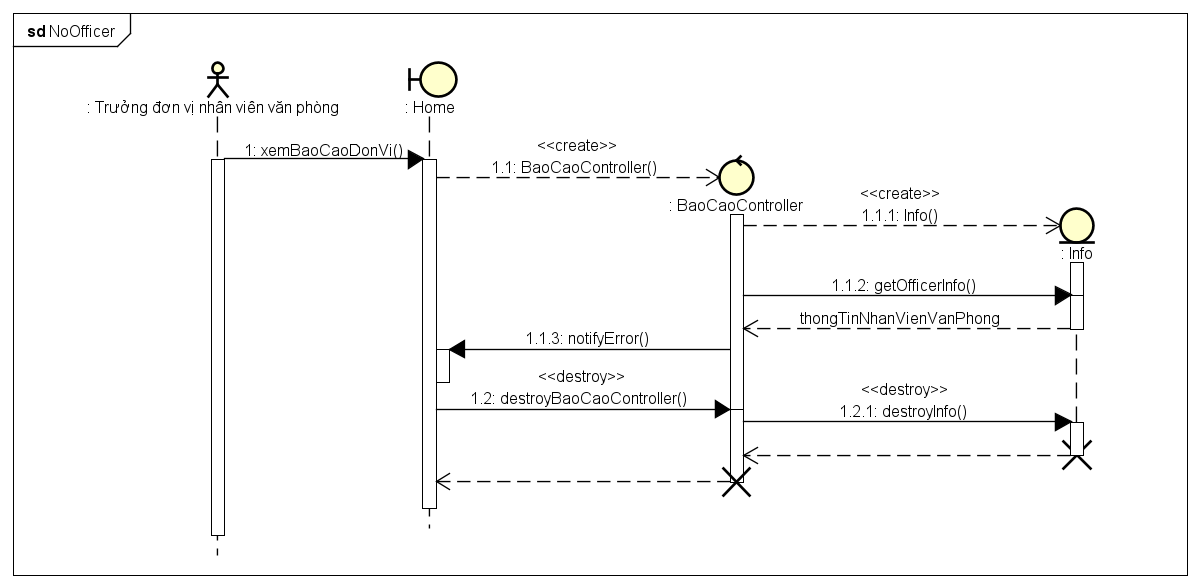 sd NoOfficer
: Trưởng đơn vị nhân viên văn phòng
: Home
1: xemBaoCaoDonVi()
<<create>>
1.1: BaoCaoController()
: BaoCaoController
<<create>>
1.1.1: Info()
: Info
1.1.2: getOfficerInfo()
thongTinNhanVienVanPhong
1.1.3: notifyError()
<<destroy>>
1.2: destroyBaoCaoController()
<<destroy>>
1.2.1: destroyInfo()